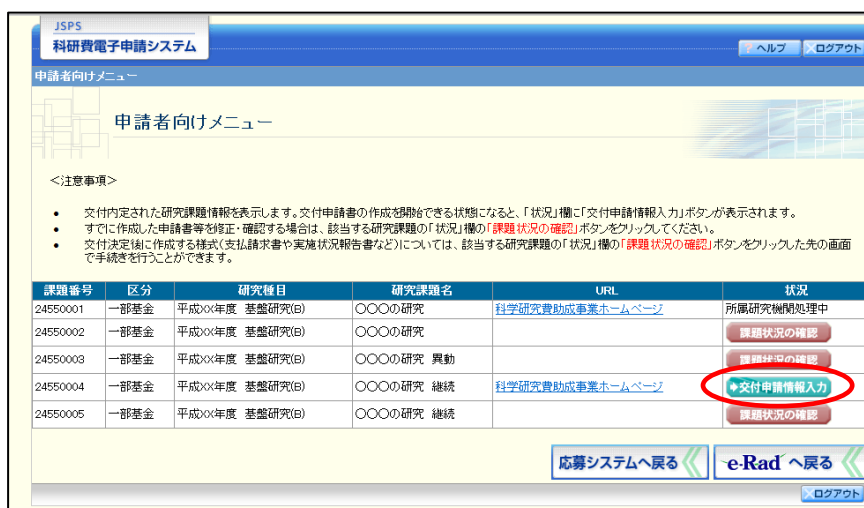 JSPS
科研費電子申請システム
? ヘルプ
ログアウト
申請者向けメニュー
申請者向けメニュー
<注意事項>
• 交付内定された研究課題情報を表示します。交付申請書の作成を開始できる状態になると、「状況」欄に「交付申請情報入力」ボタンが表示されます。
• すでに作成した申請書等を修正・確認する場合は、該当する研究課題の「状況」欄の「課題状況の確認」ボタンをクリックしてください。
• 交付決定後に作成する様式(支払請求書や実施状況報告書など)については、該当する研究課題の「状況」欄の「課題状況の確認」ボタンをクリックした先の画面
で手続きを行うことができます。
課題番号 区分 研究種目 研究課題名 URL 状況
24550001 一部基金 平成××年度 基盤研究(B) ○○○の研究 科学研究費助成事業ホームページ 所属研究機関処理中
24550002 一部基金 平成××年度 基盤研究(B) ○○○の研究 課題状況の確認
24550003 一部基金 平成××年度 基盤研究(B) ○○○の研究 異動 課題状況の確認
24550004 一部基金 平成××年度 基盤研究(B) ○○○の研究 継続 科学研究費助成事業ホームページ 交付申請情報入力
24550005 一部基金 平成××年度 基盤研究(B) ○○○の研究 継続 課題状況の確認
応募システムへ戻る
e-Rad へ戻る
ログアウト